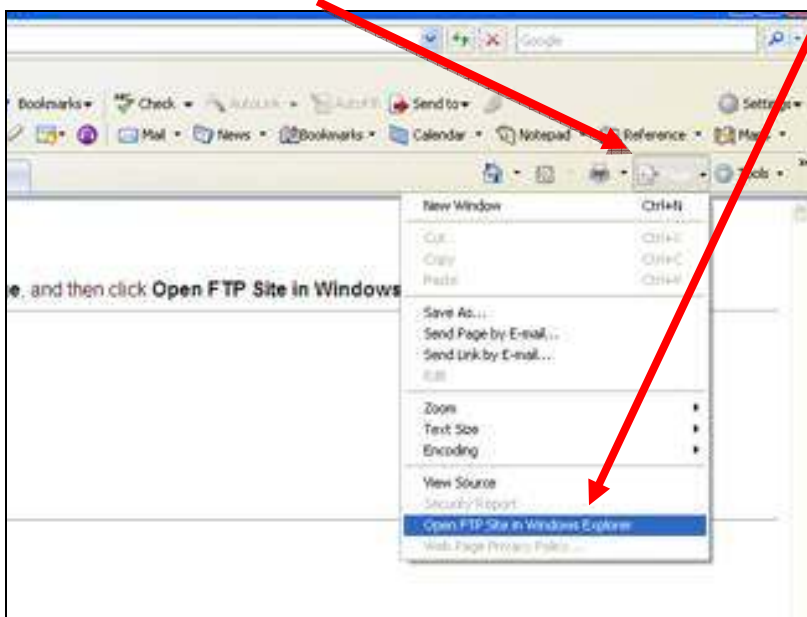 Google
Bookmarks Check AutoLink AutoFill Send to Settings
Mail News Bookmarks Calendar Notepad Reference Maps
Tools
New Window Ctrl+N
Cut Ctrl+X
Copy Ctrl+C
Paste Ctrl+V
e, and then click Open FTP Site in Windows
Save As...
Send Page by E-mail...
Send Link by E-mail...
Edit
Zoom
Text Size
Encoding
View Source
Security Report
Open FTP Site in Windows Explorer
Web Page Privacy Policy...